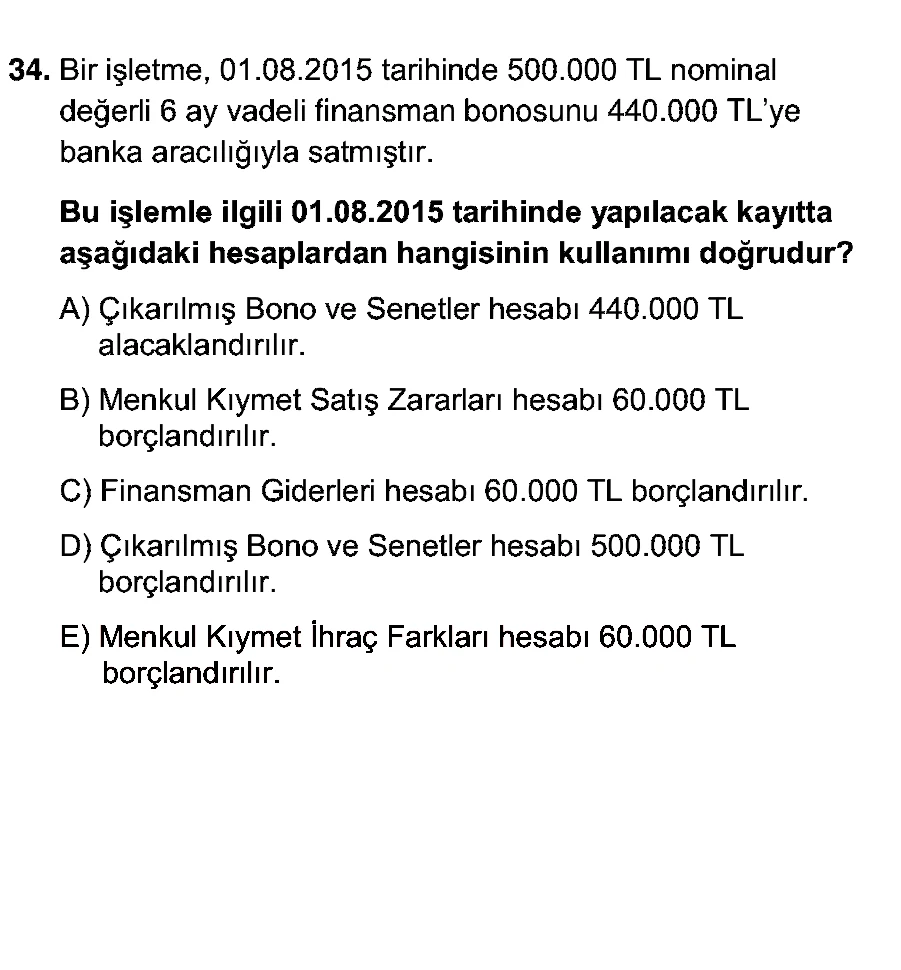 34. Bir işletme, 01.08.2015 tarihinde 500.000 TL nominal
değerli 6 ay vadeli finansman bonosunu 440.000 TL’ye
banka aracılığıyla satmıştır.
Bu işlemle ilgili 01.08.2015 tarihinde yapılacak kayıtta
aşağıdaki hesaplardan hangisinin kullanımı doğrudur?
A) Çıkarılmış Bono ve Senetler hesabı 440.000 TL
alacaklandırılır.
B) Menkul Kıymet Satış Zararları hesabı 60.000 TL
borçlandırılır.
C) Finansman Giderleri hesabı 60.000 TL borçlandırılır.
D) Çıkarılmış Bono ve Senetler hesabı 500.000 TL
borçlandırılır.
E) Menkul Kıymet İhraç Farkları hesabı 60.000 TL
borçlandırılır.